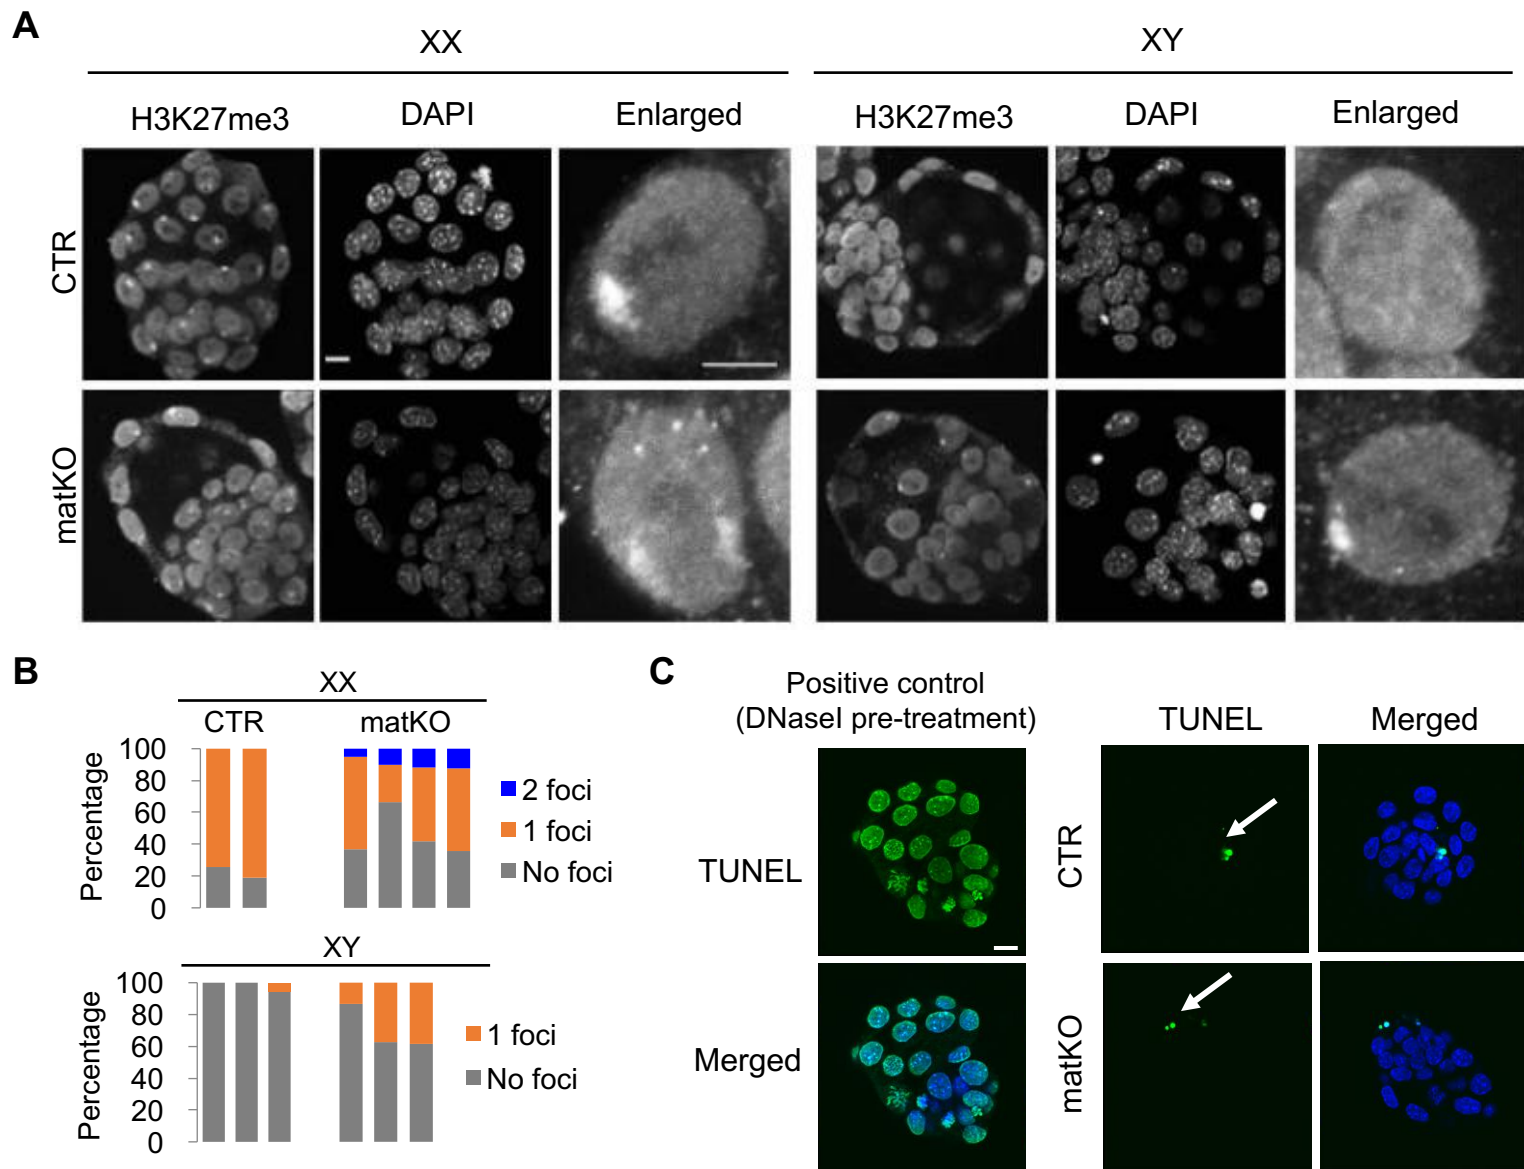 A
XX
XY
H3K27me3 DAPI Enlarged H3K27me3 DAPI Enlarged
CTR
matKO
B
XX
CTR matKO
Percentage
100
80
60
40
20
0
2 foci
1 foci
No foci
XY
Percentage
100
80
60
40
20
0
1 foci
No foci
C
Positive control
(DNaseI pre-treatment)
TUNEL Merged
TUNEL
CTR
Merged
matKO